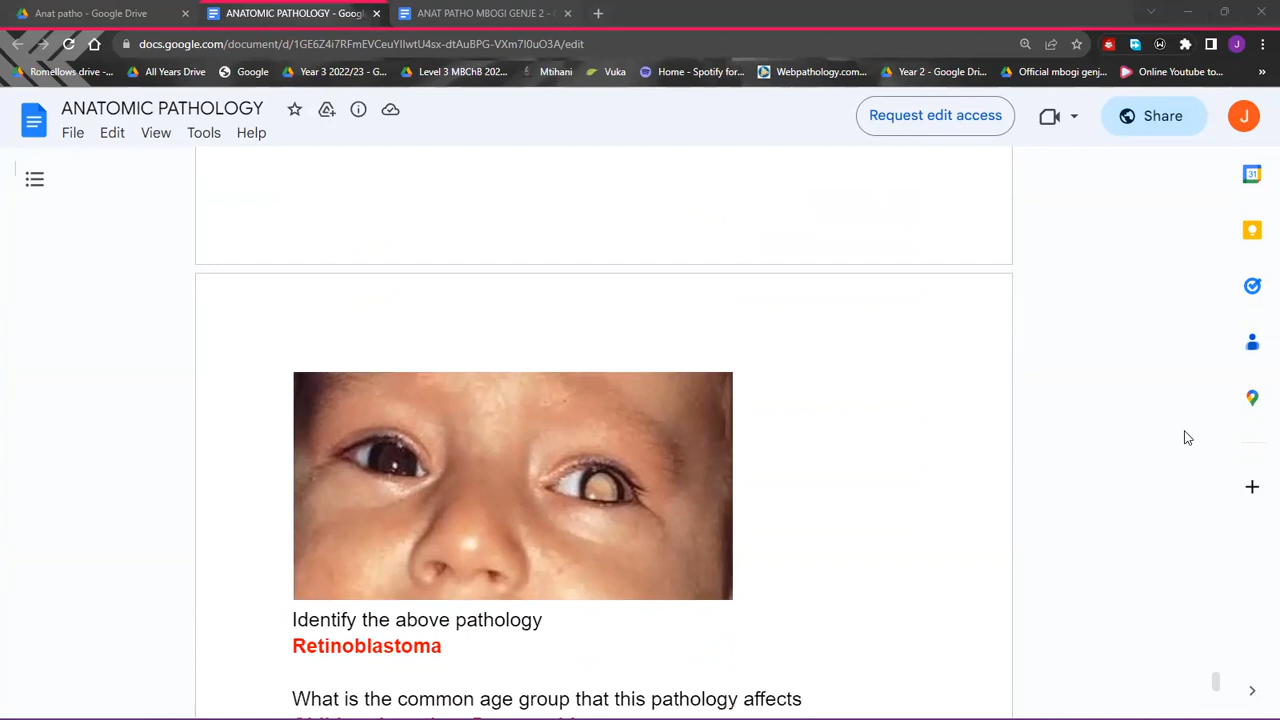 Anat patho - Google Drive
ANATOMIC PATHOLOGY - Goog
ANAT PATHO MBOGI GENJE 2 -
docs.google.com/document/d/1GE6Z4i7RFmEVCeuYIlwtU4sx-dtAuBPG-VXm7I0uO3A/edit
Romellows drive -...
All Years Drive
Google
Year 3 2022/23 - G...
Level 3 MBChB 202...
Mtihani
Vuka
Home - Spotify for...
Webpathology.com...
Year 2 - Google Dri...
Official mbogi genj...
Online Youtube to...
»
ANATOMIC PATHOLOGY
File Edit View Tools Help
Request edit access
Share
J
31
Identify the above pathology
Retinoblastoma
What is the common age group that this pathology affects